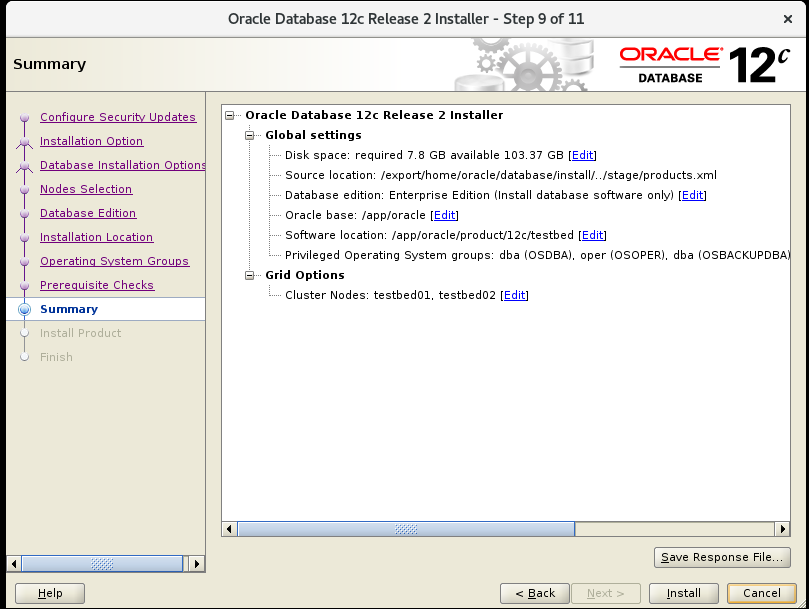 Oracle Database 12c Release 2 Installer - Step 9 of 11
Summary
ORACLE
DATABASE
12c
Configure Security Updates
Installation Option
Database Installation Options
Nodes Selection
Database Edition
Installation Location
Operating System Groups
Prerequisite Checks
Summary
Install Product
Finish
Oracle Database 12c Release 2 Installer
Global settings
Disk space: required 7.8 GB available 103.37 GB [Edit]
Source location: /export/home/oracle/database/install/../stage/products.xml
Database edition: Enterprise Edition (Install database software only) [Edit]
Oracle base: /app/oracle [Edit]
Software location: /app/oracle/product/12c/testbed [Edit]
Privileged Operating System groups: dba (OSDBA), oper (OSOPER), dba (OSBACKUPDBA)
Grid Options
Cluster Nodes: testbed01, testbed02 [Edit]
Save Response File...
Help
< Back
Next >
Install
Cancel